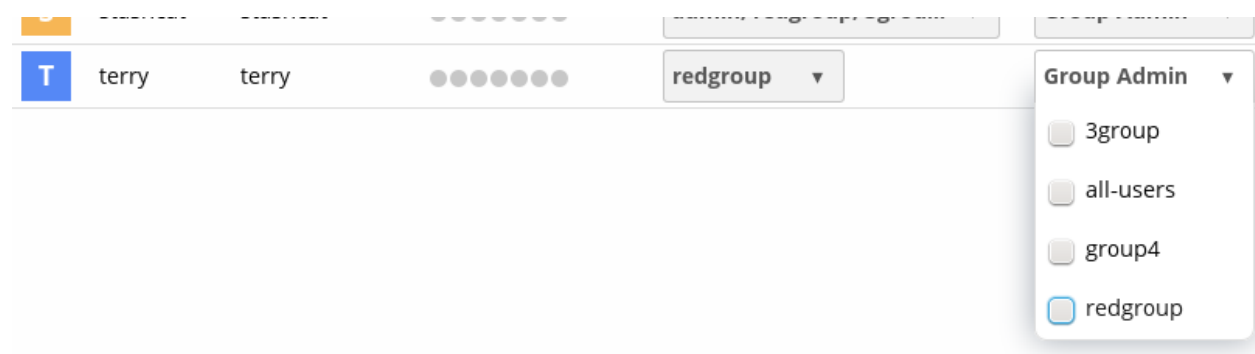 T terry terry ●●●●●●● redgroup ▼ Group Admin ▼
3group
all-users
group4
redgroup